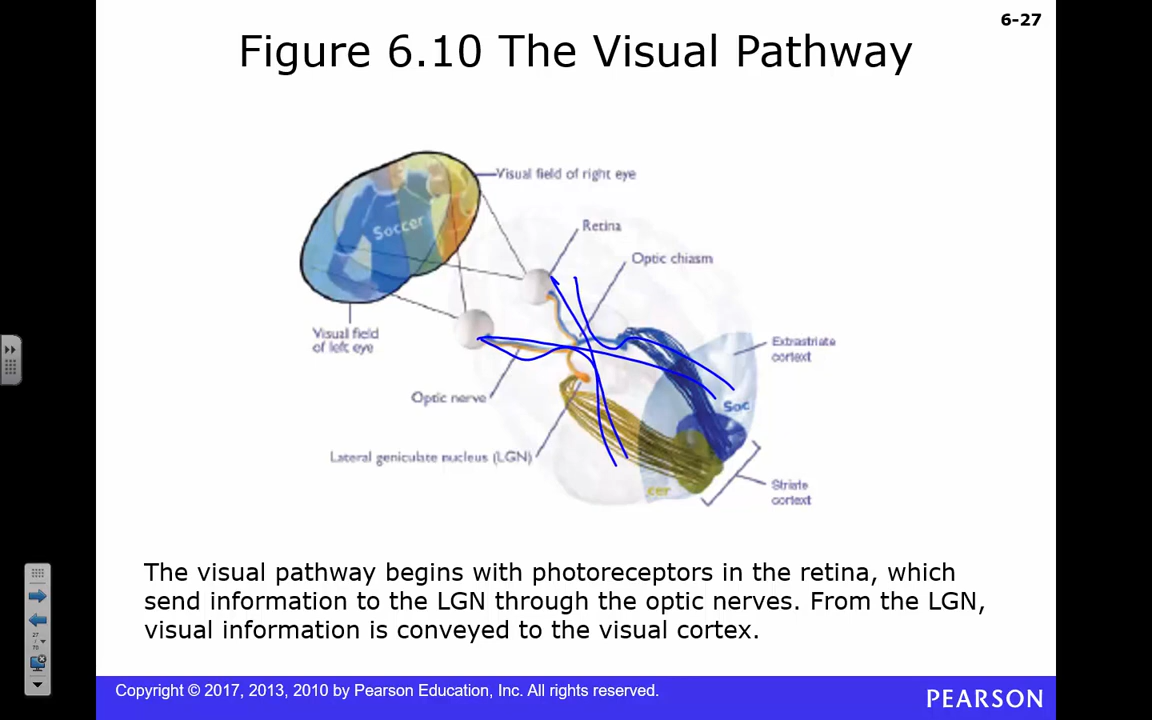 6-27
Figure 6.10 The Visual Pathway
Visual field of right eye
Soccer
Retina
Optic chiasm
Visual field
of left eye
Extrastriate
cortex
Optic nerve
Soc
Lateral geniculate nucleus (LGN)
cer
Striate
cortex
The visual pathway begins with photoreceptors in the retina, which
send information to the LGN through the optic nerves. From the LGN,
visual information is conveyed to the visual cortex.
27
/
70
Copyright © 2017, 2013, 2010 by Pearson Education, Inc. All rights reserved.
PEARSON